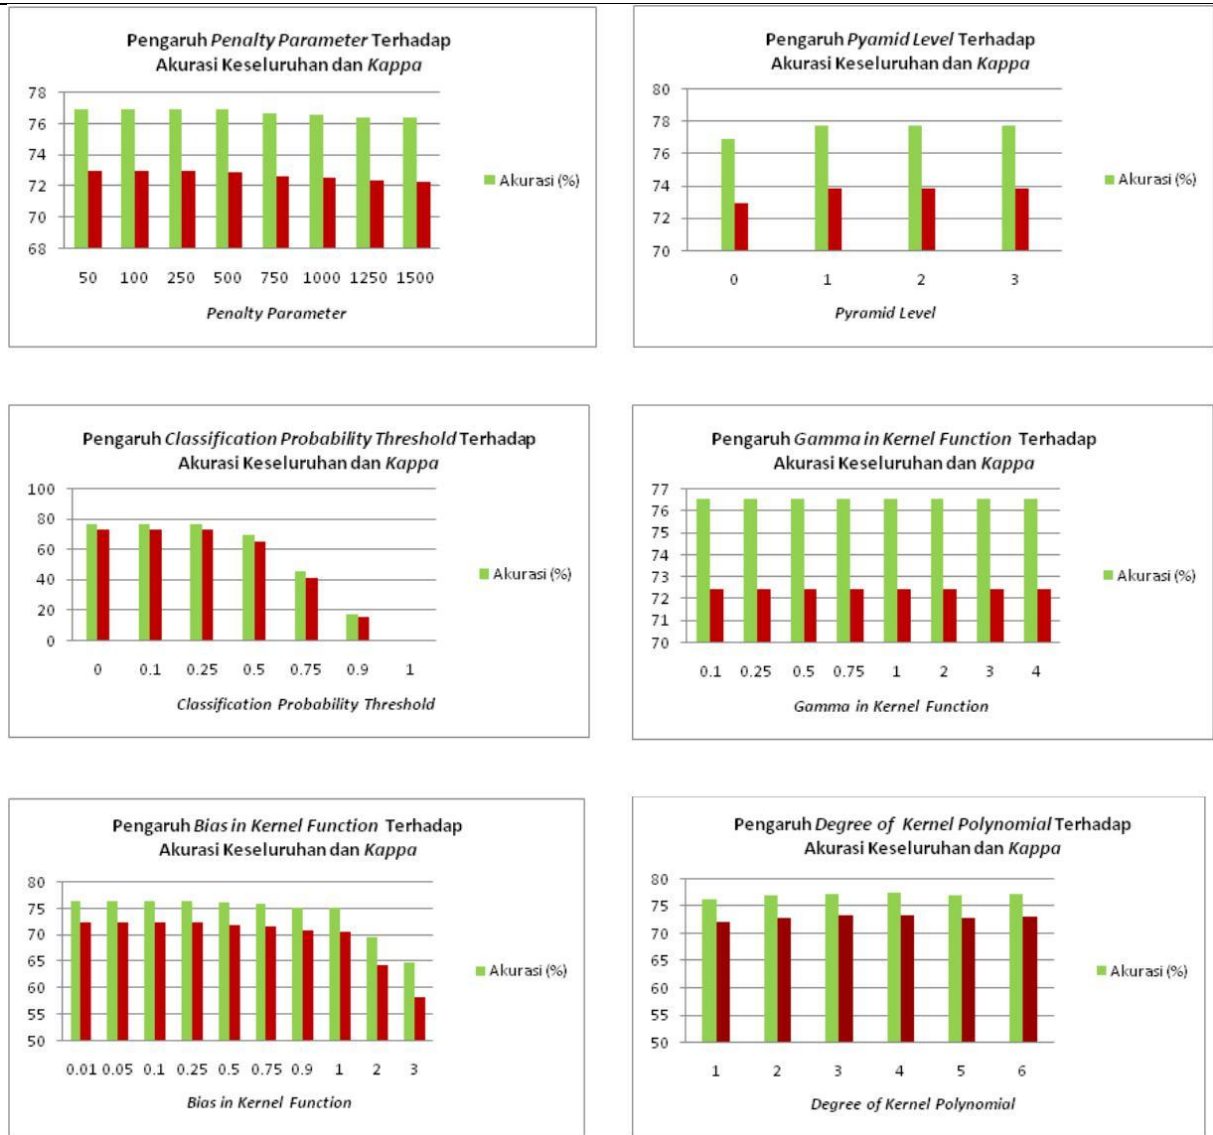 Pengaruh Penalty Parameter Terhadap
Akurasi Keseluruhan dan Kappa
78
76
74
72
70
68
50 100 250 500 750 1000 1250 1500
Penalty Parameter
Akurasi (%)
Pengaruh Pyamid Level Terhadap
Akurasi Keseluruhan dan Kappa
80
78
76
74
72
70
0 1 2 3
Pyramid Level
Akurasi (%)
Pengaruh Classification Probability Threshold Terhadap
Akurasi Keseluruhan dan Kappa
100
80
60
40
20
0
0 0.1 0.25 0.5 0.75 0.9 1
Classification Probability Threshold
Akurasi (%)
Pengaruh Gamma in Kernel Function Terhadap
Akurasi Keseluruhan dan Kappa
77
76
75
74
73
72
71
70
0.1 0.25 0.5 0.75 1 2 3 4
Gamma in Kernel Function
Akurasi (%)
Pengaruh Bias in Kernel Function Terhadap
Akurasi Keseluruhan dan Kappa
80
75
70
65
60
55
50
0.01 0.05 0.1 0.25 0.5 0.75 0.9 1 2 3
Bias in Kernel Function
Akurasi (%)
Pengaruh Degree of Kernel Polynomial Terhadap
Akurasi Keseluruhan dan Kappa
80
75
70
65
60
55
50
1 2 3 4 5 6
Degree of Kernel Polynomial
Akurasi (%)